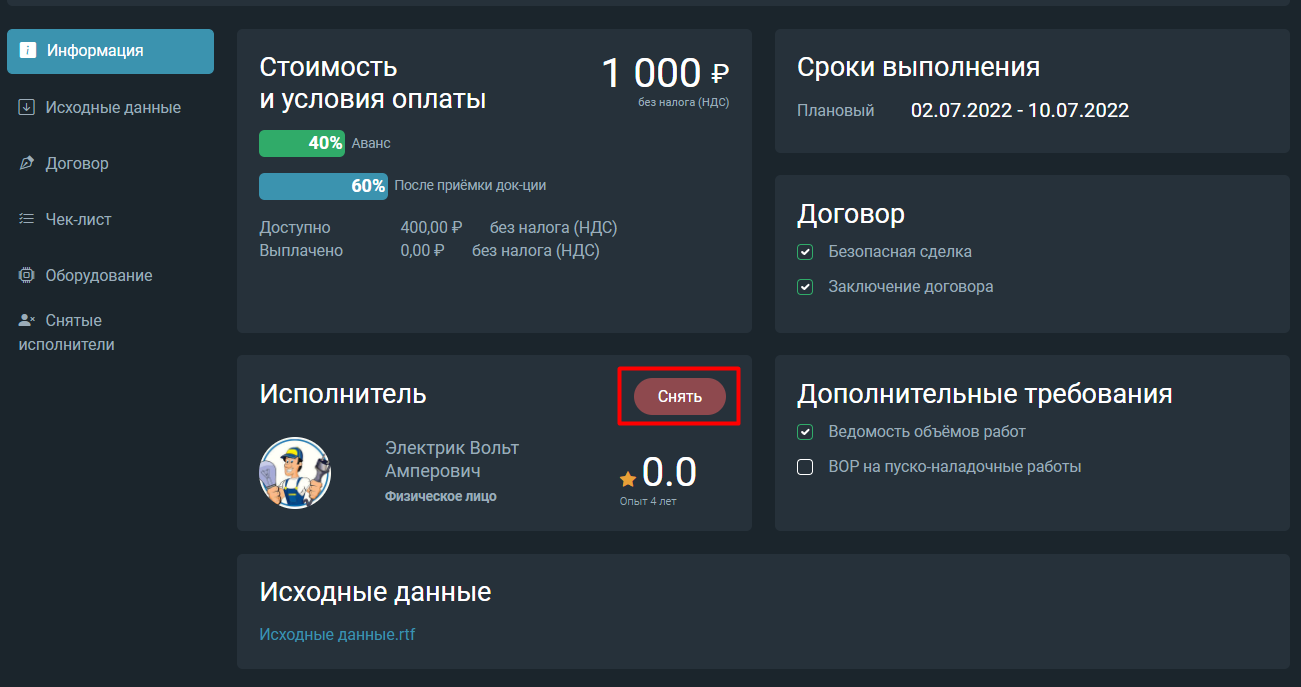 Информация
Исходные данные
Договор
Чек-лист
Оборудование
Снятые
исполнители
Стоимость
и условия оплаты
1 000 ₽
без налога (НДС)
40% Аванс
60% После приёмки док-ции
Доступно 400,00 ₽ без налога (НДС)
Выплачено 0,00 ₽ без налога (НДС)
Сроки выполнения
Плановый 02.07.2022 - 10.07.2022
Договор
Безопасная сделка
Заключение договора
Исполнитель
Снять
Электрик Вольт
Амперович
Физическое лицо
0.0
Опыт 4 лет
Дополнительные требования
Ведомость объёмов работ
ВОР на пуско-наладочные работы
Исходные данные
Исходные данные.rtf